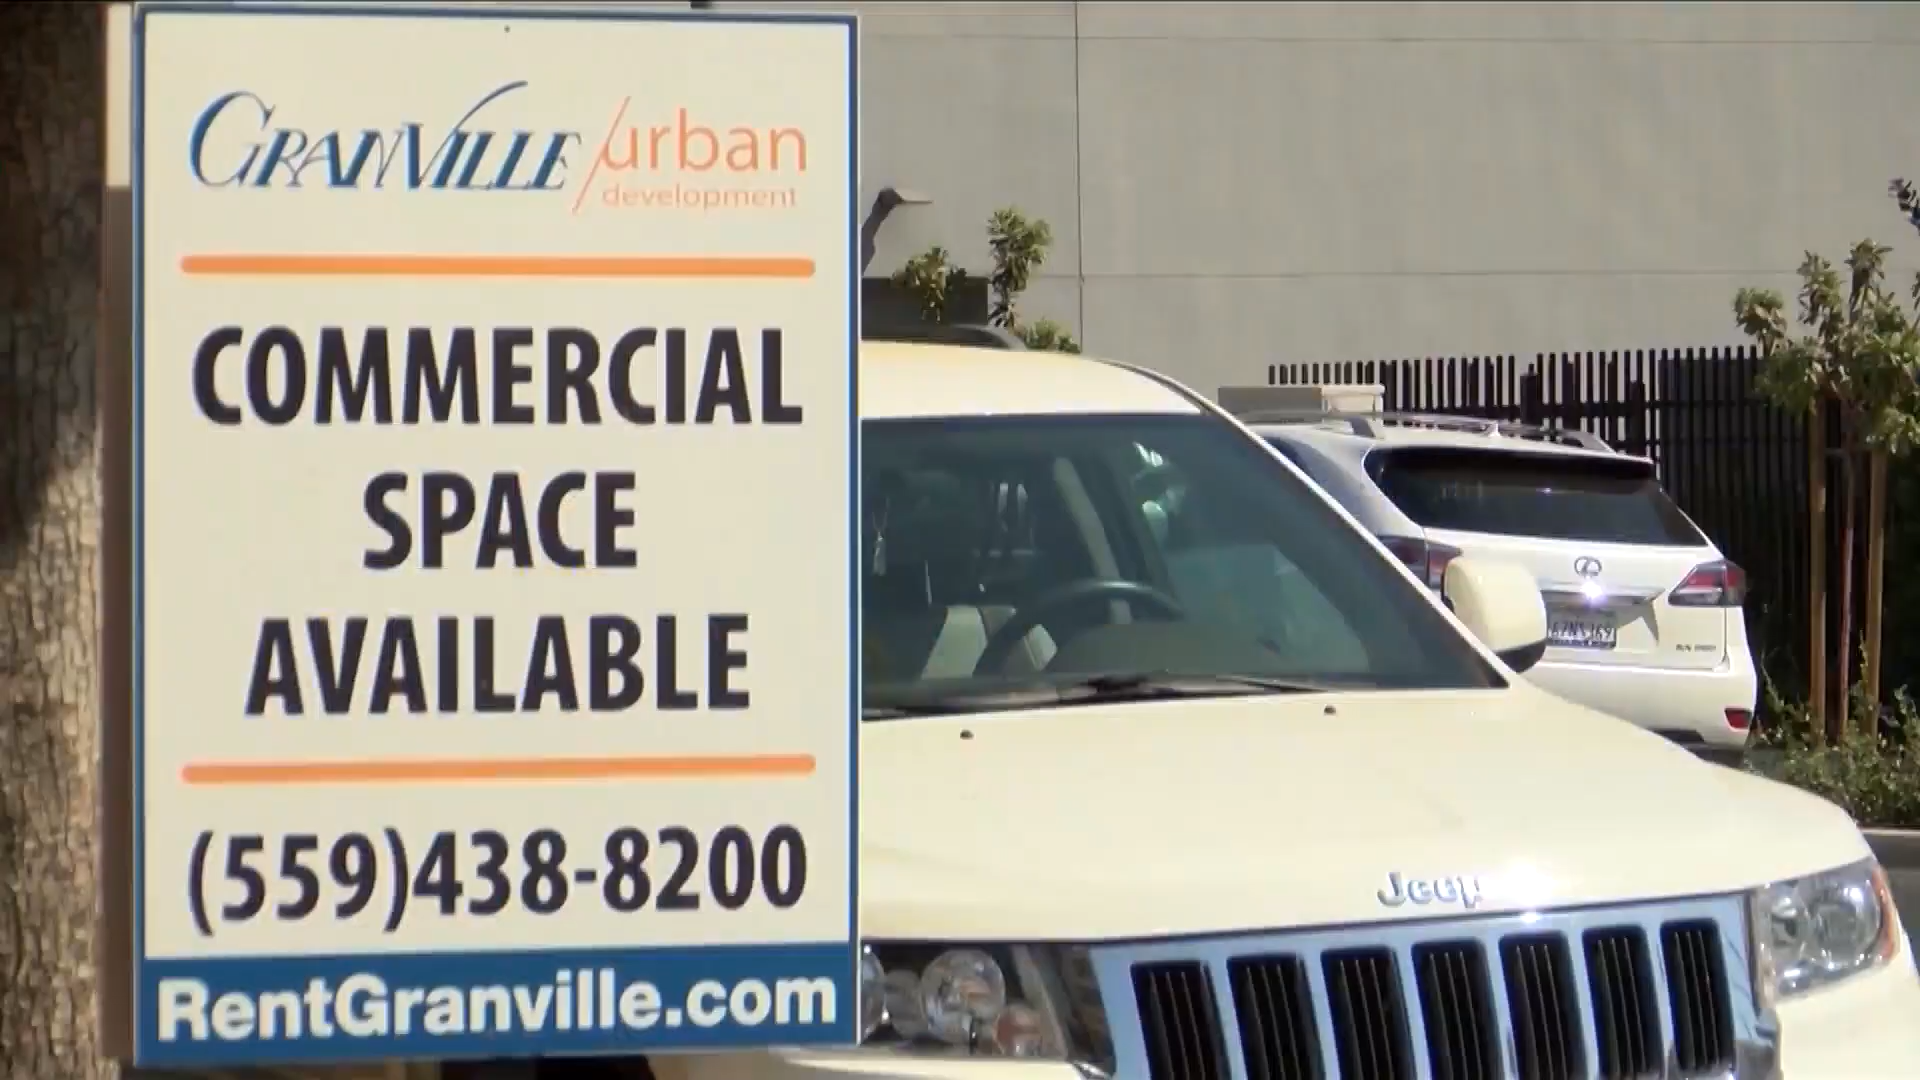 GRANVILLE / urban
development
COMMERCIAL
SPACE
AVAILABLE
(559)438-8200
RentGranville.com
Jeep